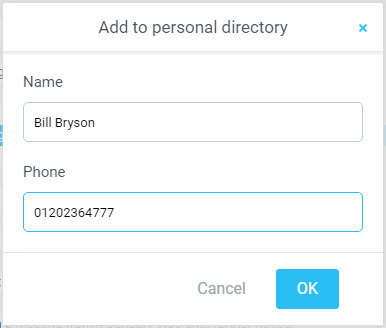 Add to personal directory
×
Name
Bill Bryson
Phone
01202364777
Cancel OK